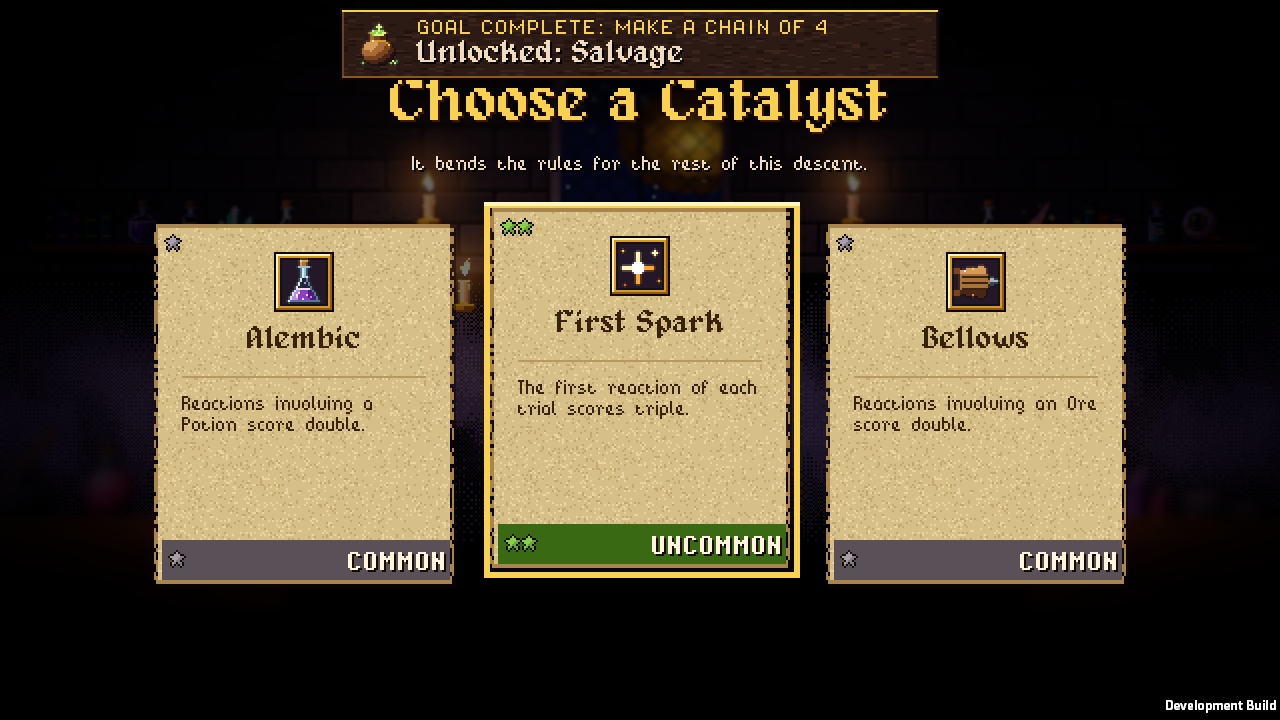 GOAL COMPLETE: MAKE A CHAIN OF 4
Unlocked: Salvage
Choose a Catalyst
It bends the rules for the rest of this descent.
Alembic
Reactions involving a
Potion score double.
COMMON
First Spark
The first reaction of each
trial scores triple.
UNCOMMON
Bellows
Reactions involving an Ore
score double.
COMMON
Development Build